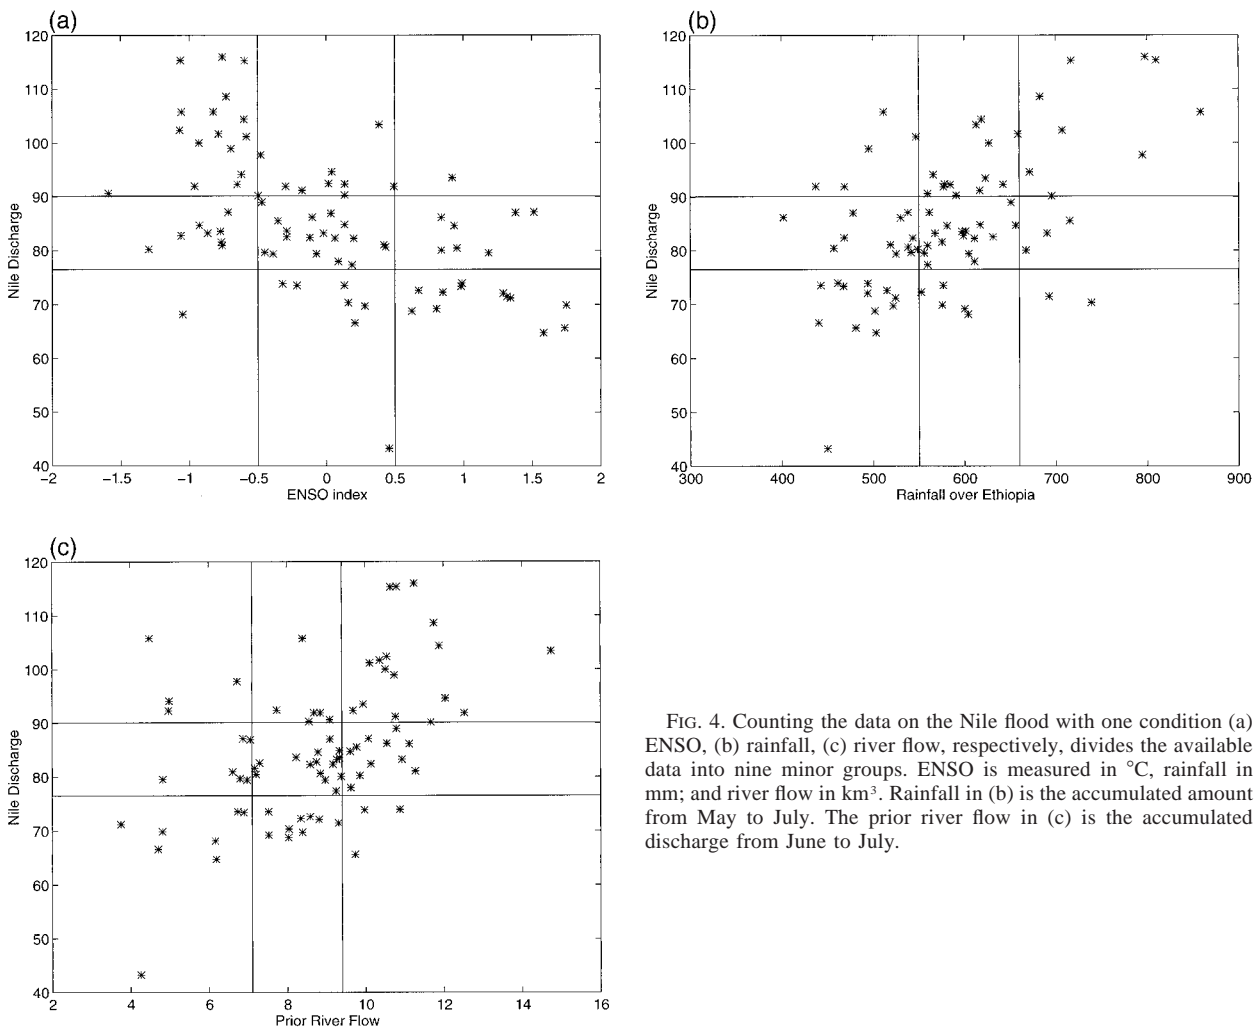 (a)
120
110
100
90
80
70
60
50
40
Nile Discharge
−2 −1.5 −1 −0.5 0 0.5 1 1.5 2
ENSO index
(b)
120
110
100
90
80
70
60
50
40
Nile Discharge
300 400 500 600 700 800 900
Rainfall over Ethiopia
(c)
120
110
100
90
80
70
60
50
40
Nile Discharge
2 4 6 8 10 12 14 16
Prior River Flow
FIG. 4. Counting the data on the Nile flood with one condition (a)
ENSO, (b) rainfall, (c) river flow, respectively, divides the available
data into nine minor groups. ENSO is measured in °C, rainfall in
mm; and river flow in km³. Rainfall in (b) is the accumulated amount
from May to July. The prior river flow in (c) is the accumulated
discharge from June to July.